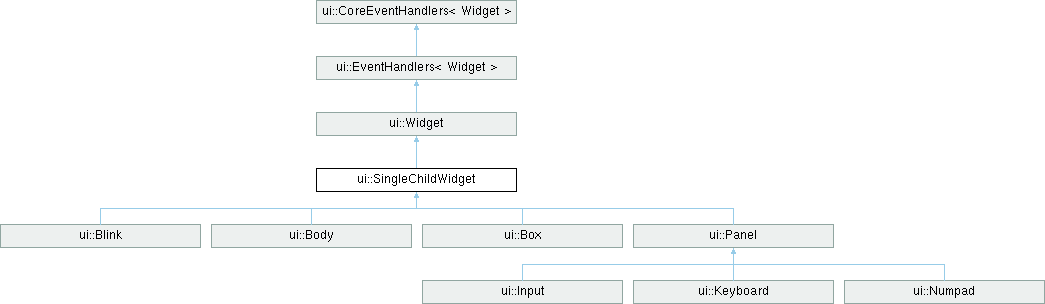 ui::CoreEventHandlers< Widget >
ui::EventHandlers< Widget >
ui::Widget
ui::SingleChildWidget
ui::Blink
ui::Body
ui::Box
ui::Panel
ui::Input
ui::Keyboard
ui::Numpad